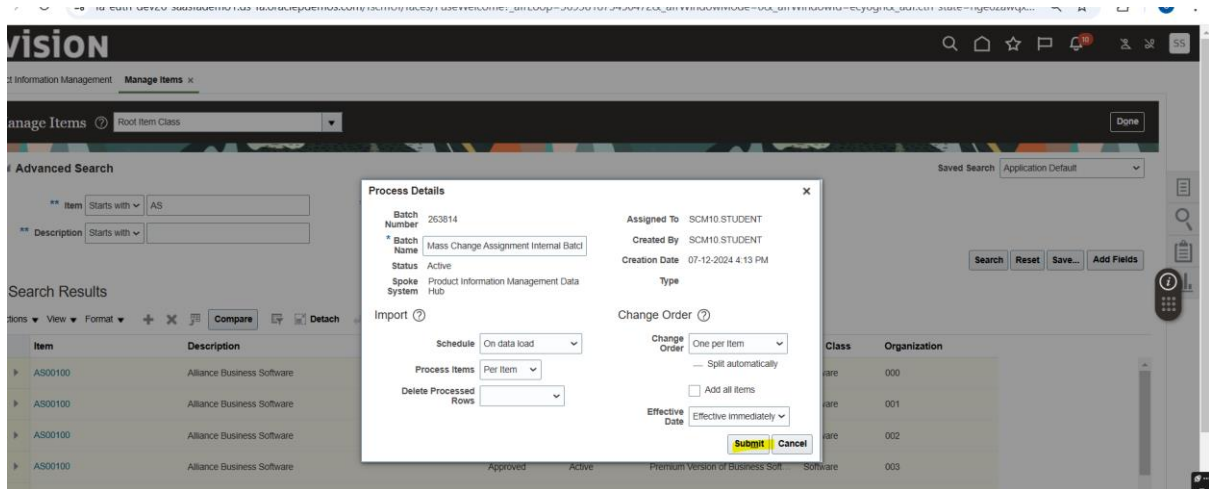 vision
SS
ct Information Management Manage Items ×
anage Items Root Item Class Done
Advanced Search
Saved Search Application Default
** Item Starts with AS
** Description Starts with
Search Reset Save... Add Fields
Search Results
View Format Compare Detach
Item Description Class Organization
AS00100 Alliance Business Software 000
AS00100 Alliance Business Software 001
AS00100 Alliance Business Software 002
AS00100 Alliance Business Software Approved Active Premium Version of Business Soft... Software 003
Process Details ×
Batch Number 263814
* Batch Name Mass Change Assignment Internal Batcl
Status Active
Spoke System Product Information Management Data Hub
Assigned To SCM10.STUDENT
Created By SCM10.STUDENT
Creation Date 07-12-2024 4:13 PM
Type
Import
Schedule On data load
Process Items Per Item
Delete Processed Rows
Change Order
Change Order One per Item
Split automatically
Add all items
Effective Date Effective immediately
Submit Cancel